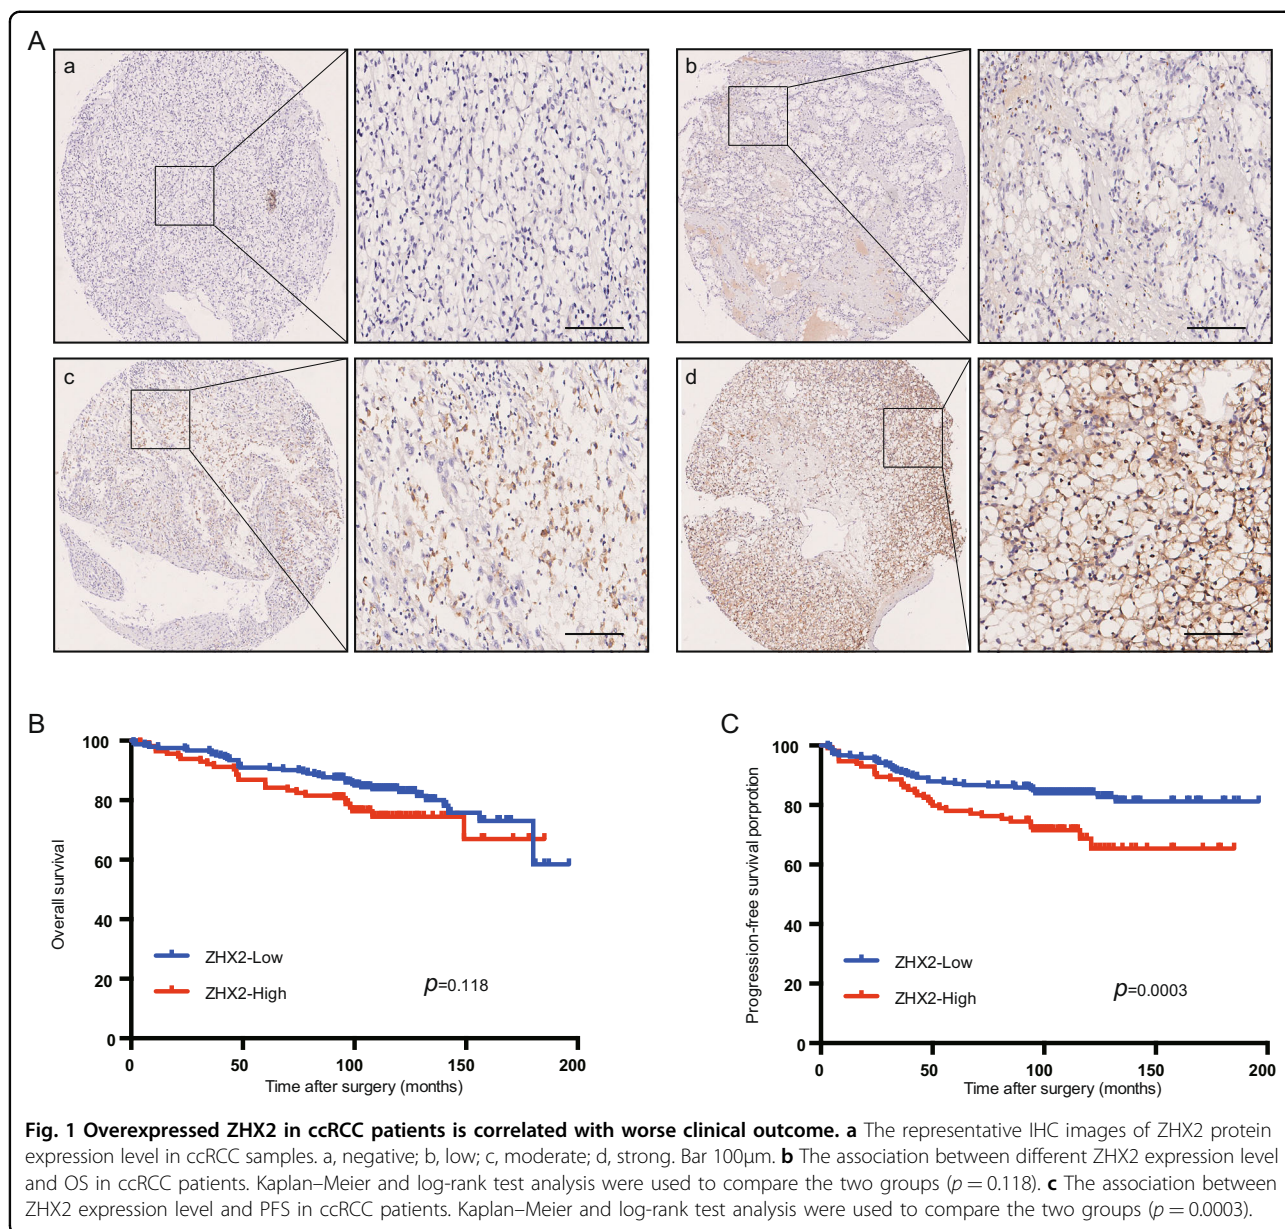 A
a
b
c
d
B
100
80
60
40
20
0
0
50
100
150
200
Overall survival
Time after surgery (months)
ZHX2-Low
ZHX2-High
p=0.118
C
100
80
60
40
20
0
0
50
100
150
200
Progression-free survival porprotion
Time after surgery (months)
ZHX2-Low
ZHX2-High
p=0.0003
Fig. 1 Overexpressed ZHX2 in ccRCC patients is correlated with worse clinical outcome. a The representative IHC images of ZHX2 protein
expression level in ccRCC samples. a, negative; b, low; c, moderate; d, strong. Bar 100μm. b The association between different ZHX2 expression level
and OS in ccRCC patients. Kaplan–Meier and log-rank test analysis were used to compare the two groups (p = 0.118). c The association between
ZHX2 expression level and PFS in ccRCC patients. Kaplan–Meier and log-rank test analysis were used to compare the two groups (p = 0.0003).